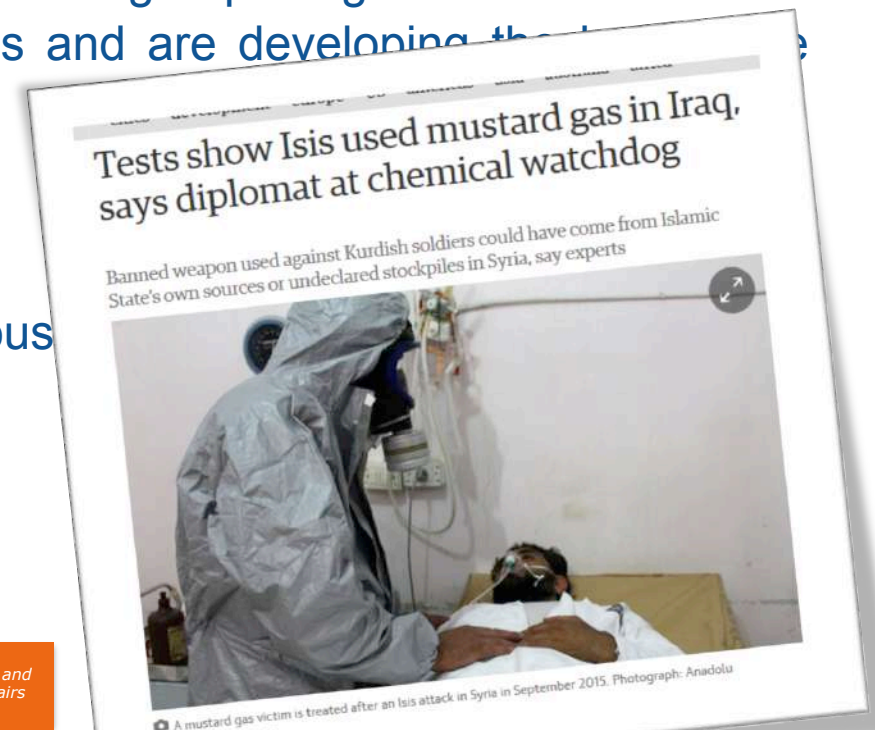 s and are developing
ous
and
airs
Tests show Isis used mustard gas in Iraq,
says diplomat at chemical watchdog
Banned weapon used against Kurdish soldiers could have come from Islamic
State's own sources or undeclared stockpiles in Syria, say experts
A mustard gas victim is treated after an Isis attack in Syria in September 2015. Photograph: Anadolu